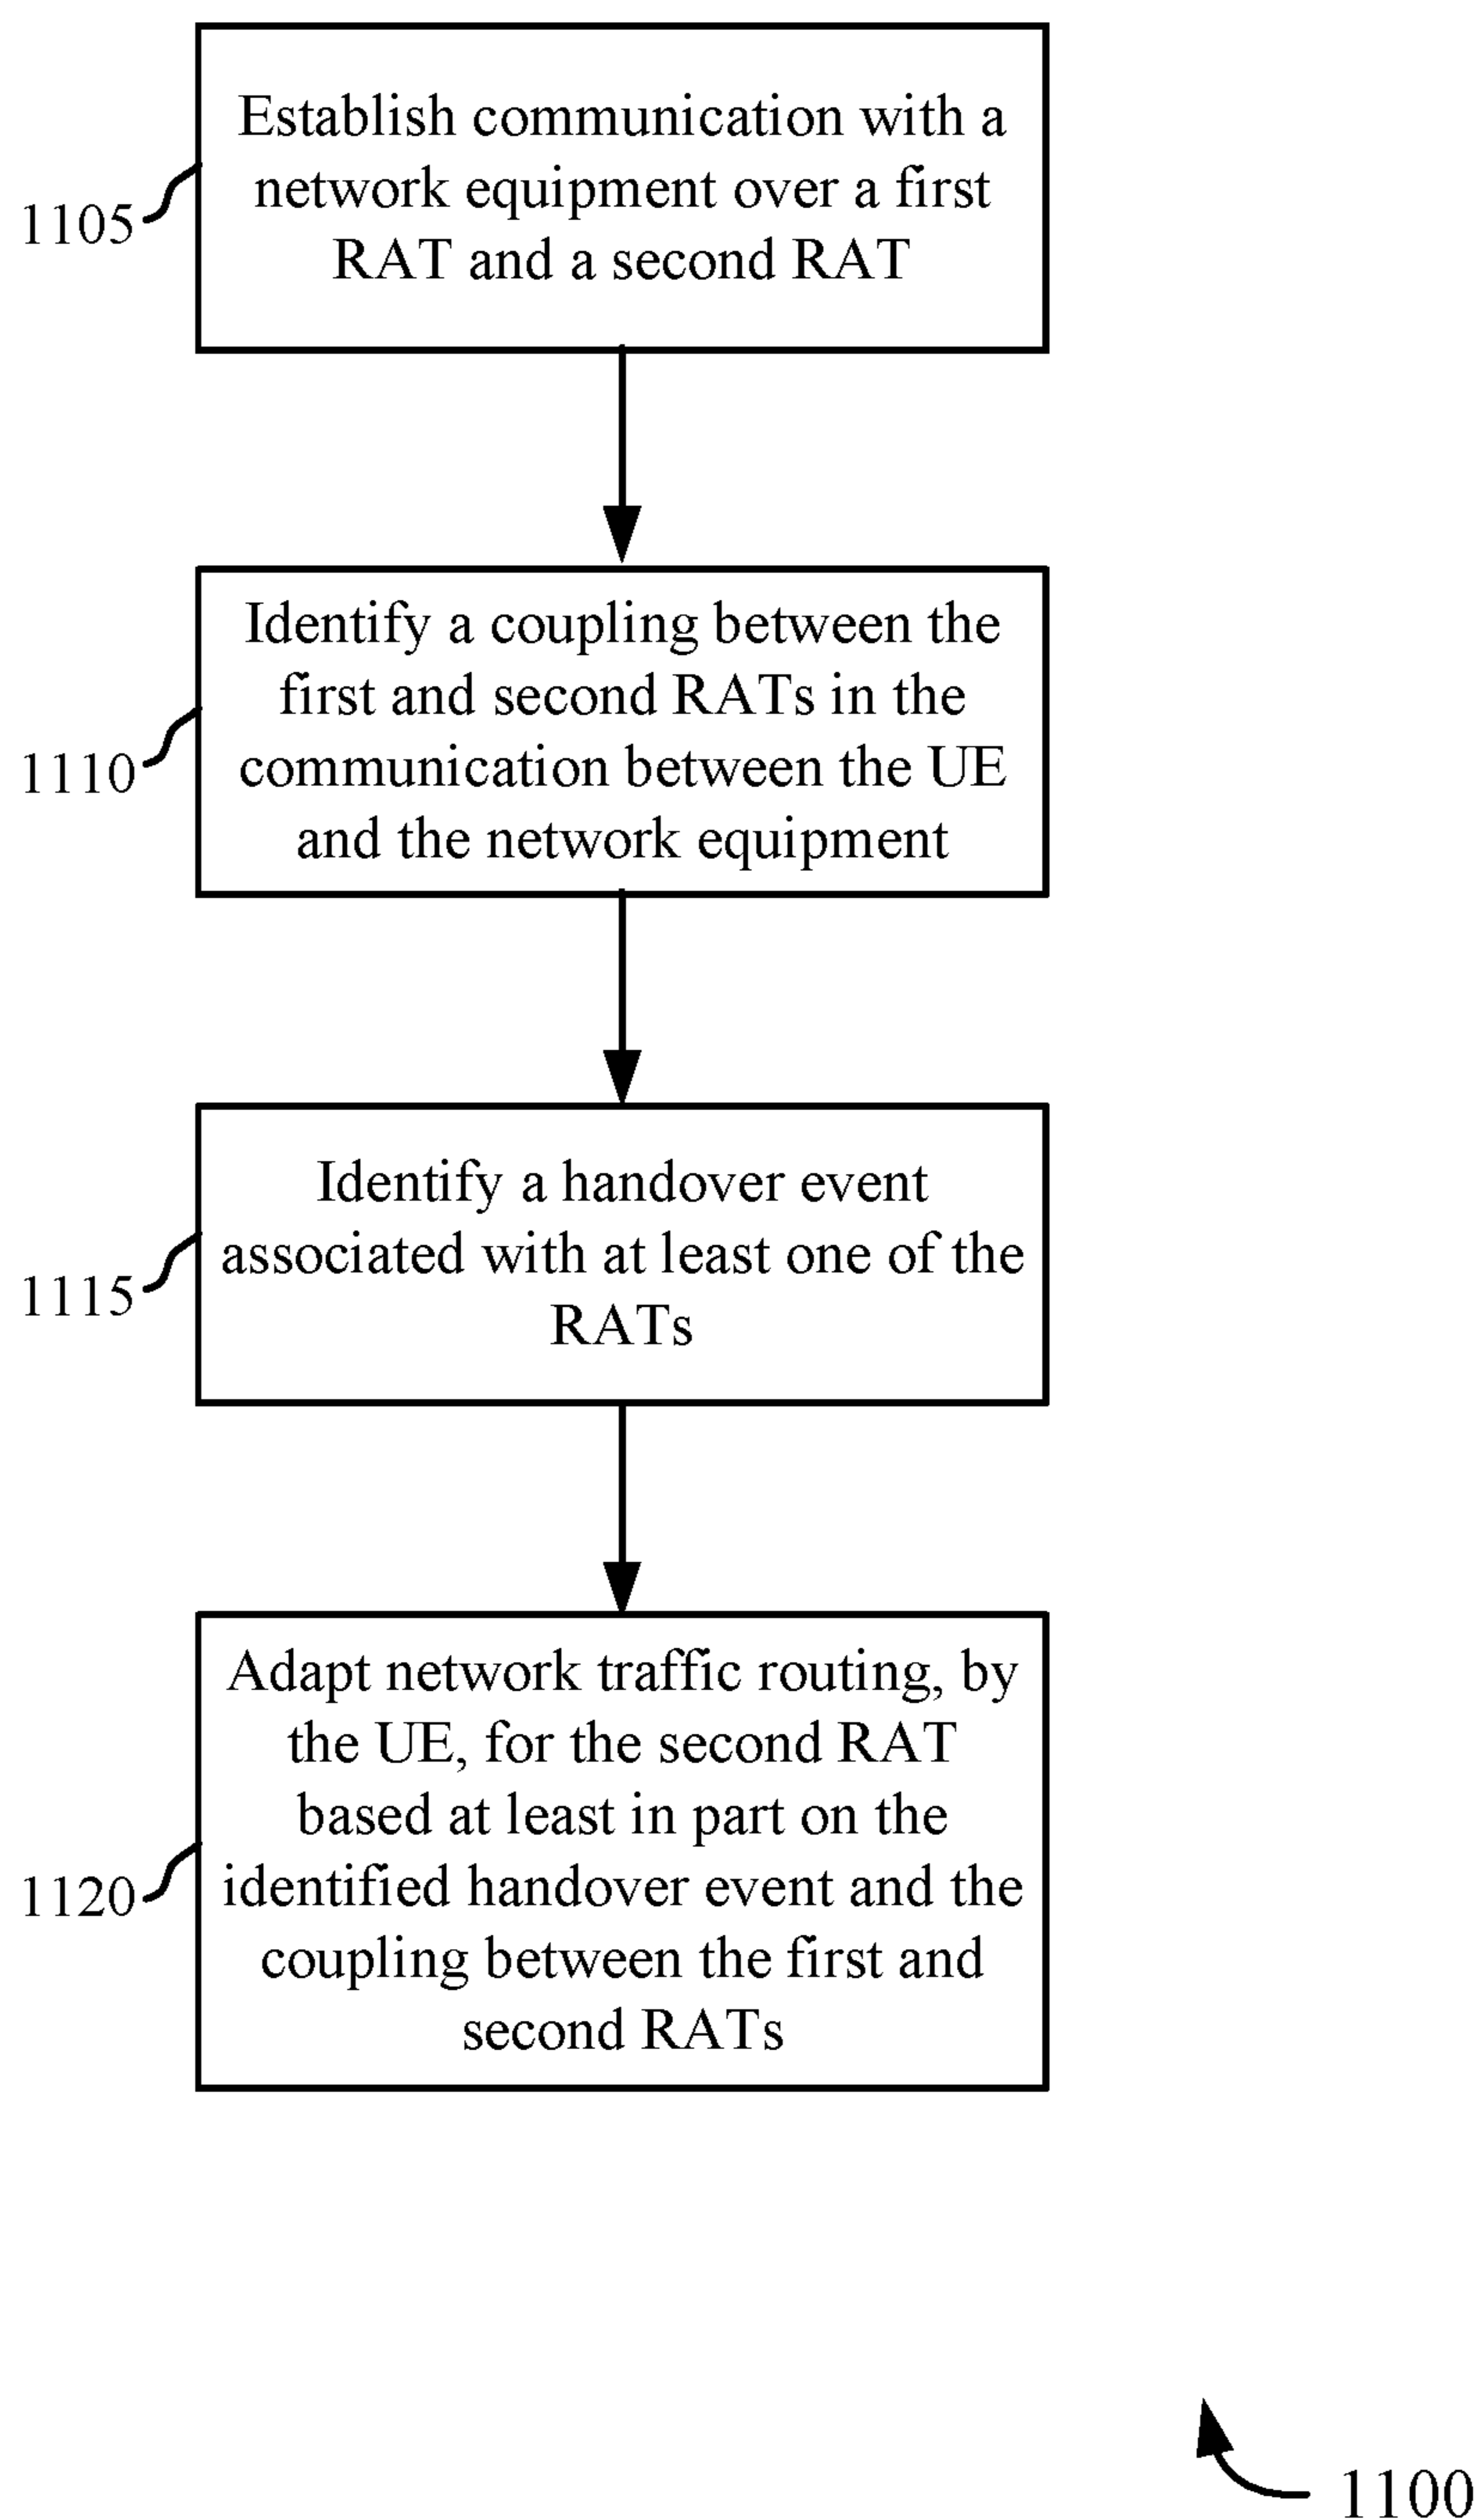 Establish communication with a
network equipment over a first
RAT and a second RAT
1105
Identify a coupling between the
first and second RATs in the
communication between the UE
and the network equipment
1110
Identify a handover event
associated with at least one of the
RATs
1115
Adapt network traffic routing, by
the UE, for the second RAT
based at least in part on the
identified handover event and the
coupling between the first and
second RATs
1120
1100